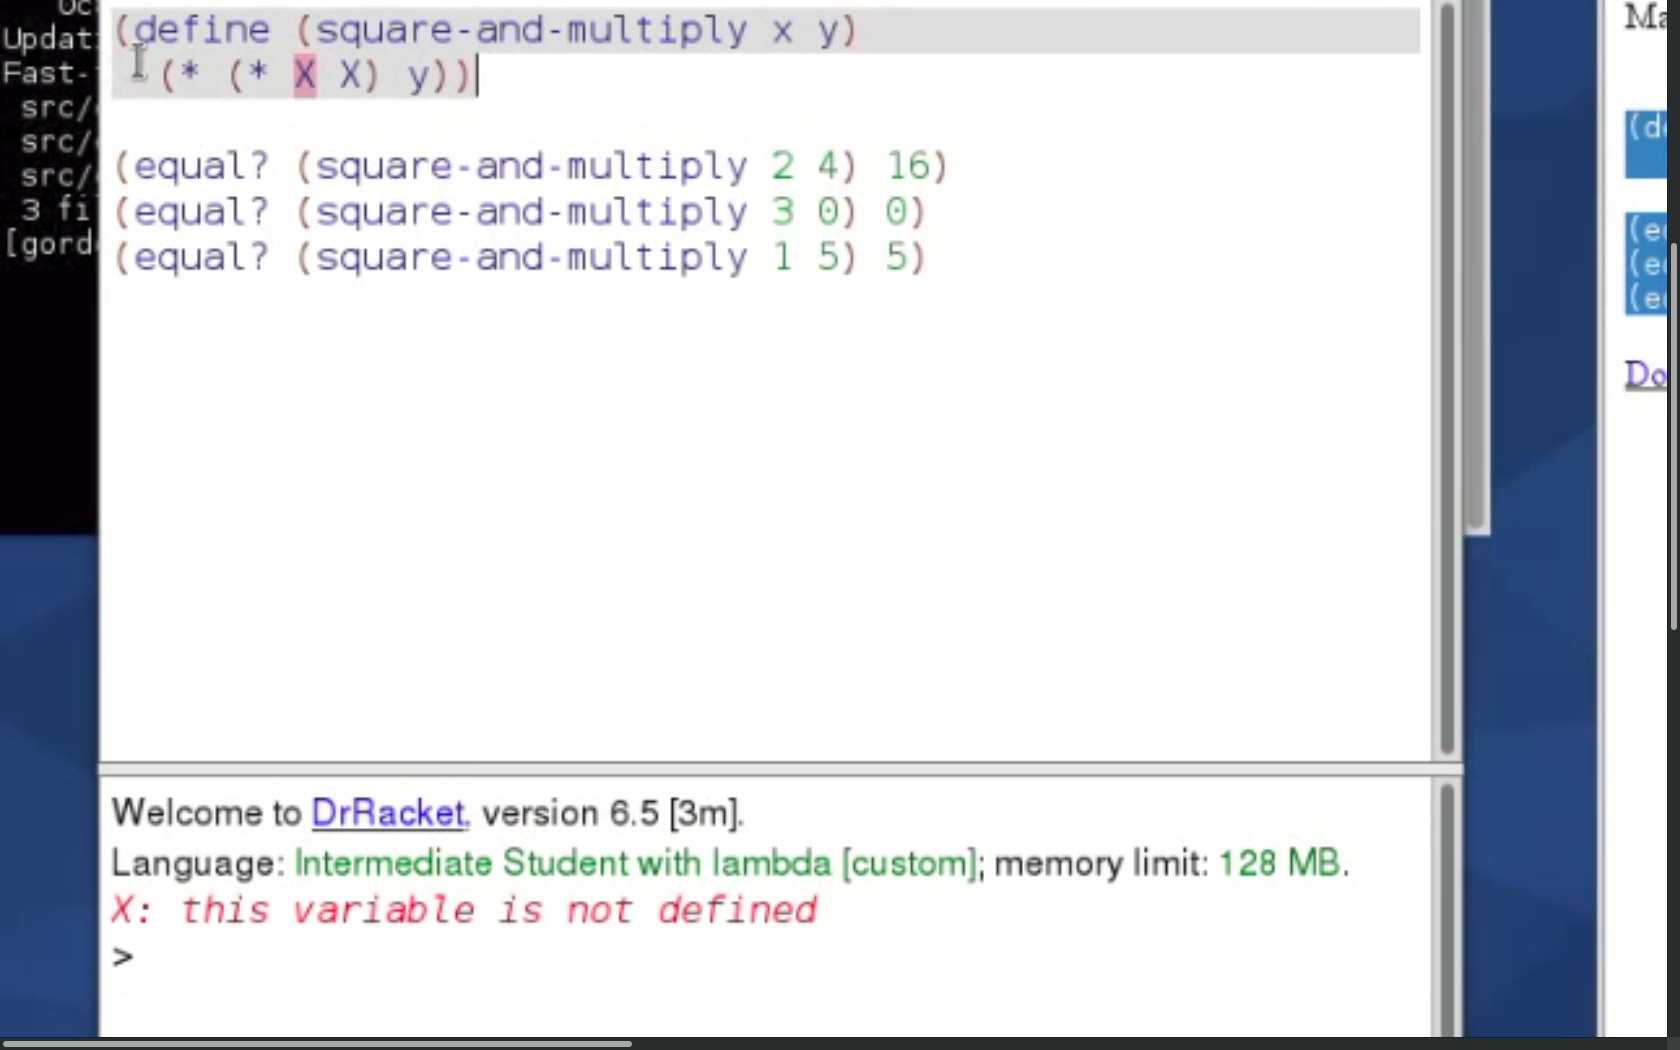 oc
Updat
Fast-
src/
src/
src/
3 fi
[gord
(define (square-and-multiply x y)
(* (* X X) y))
(equal? (square-and-multiply 2 4) 16)
(equal? (square-and-multiply 3 0) 0)
(equal? (square-and-multiply 1 5) 5)
Welcome to DrRacket, version 6.5 [3m].
Language: Intermediate Student with lambda [custom]; memory limit: 128 MB.
X: this variable is not defined
>
Ma
(de
(e
(e
(e
Do